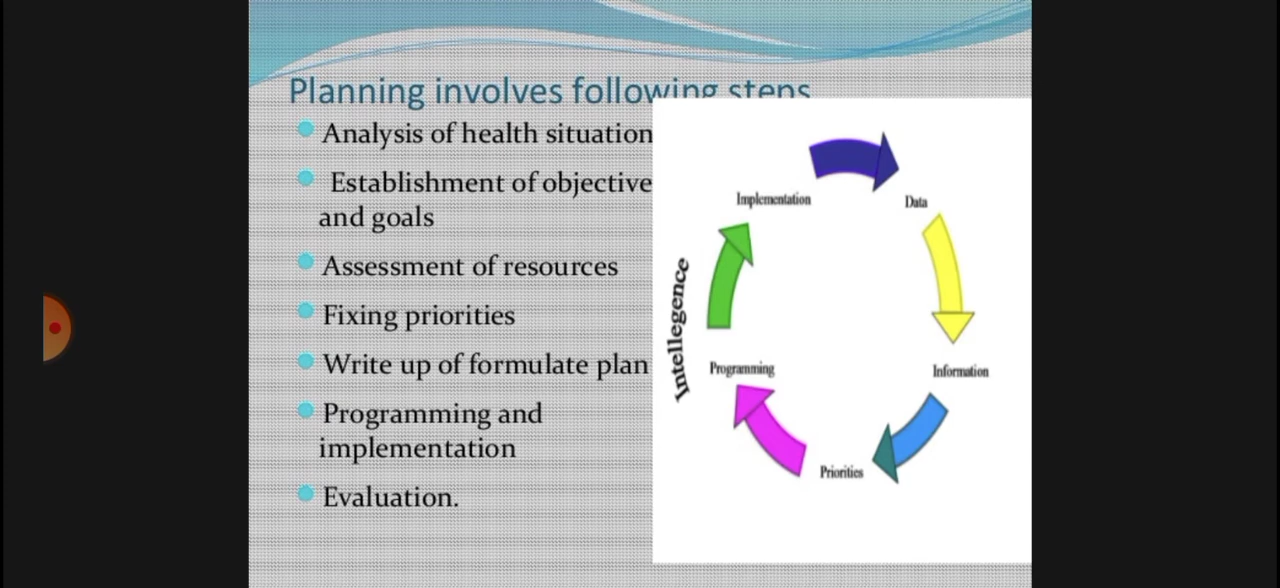 Planning involves following steps
Analysis of health situation
Establishment of objective
and goals
Assessment of resources
Fixing priorities
Write up of formulate plan
Programming and
implementation
Evaluation.
Implementation
Data
Intellegence
Programming
Information
Priorities